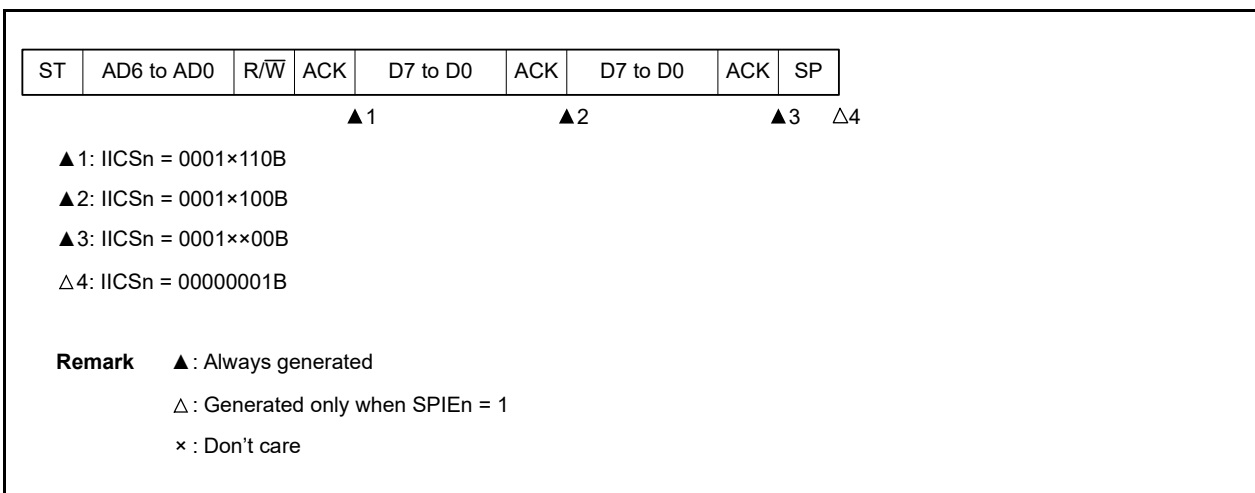 ST AD6 to AD0 R/W̅ ACK D7 to D0 ACK D7 to D0 ACK SP
▲1 ▲2 ▲3 △4
▲1: IICSn = 0001×110B
▲2: IICSn = 0001×100B
▲3: IICSn = 0001××00B
△4: IICSn = 00000001B
Remark ▲: Always generated
△: Generated only when SPIEn = 1
×: Don't care